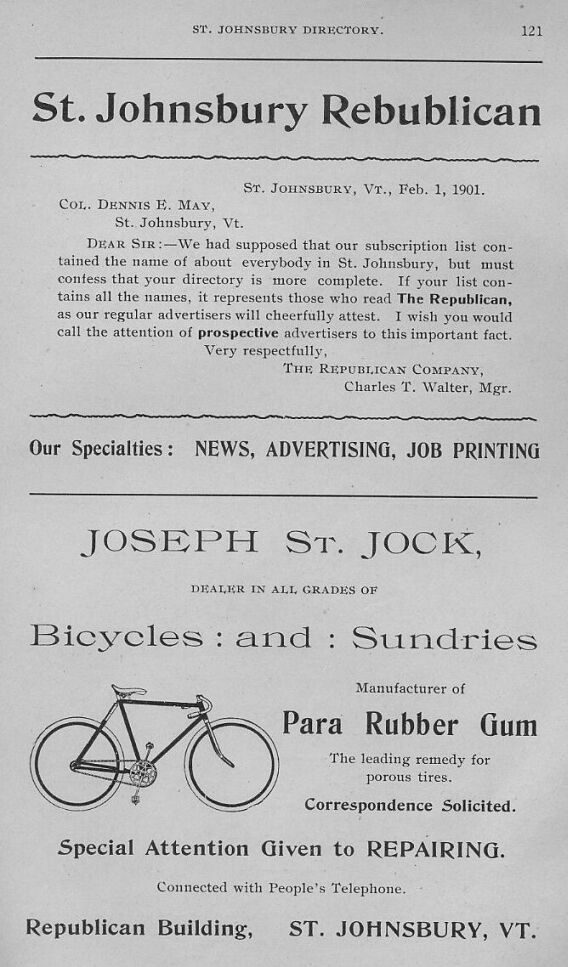 ST. JOHNSBURY DIRECTORY. 121
St. Johnsbury Rebublican
ST. JOHNSBURY, VT., Feb. 1, 1901.
COL. DENNIS E. MAY,
St. Johnsbury, Vt.
DEAR SIR:—We had supposed that our subscription list con-
tained the name of about everybody in St. Johnsbury, but must
confess that your directory is more complete. If your list con-
tains all the names, it represents those who read The Republican,
as our regular advertisers will cheerfully attest. I wish you would
call the attention of prospective advertisers to this important fact.
Very respectfully,
THE REPUBLICAN COMPANY,
Charles T. Walter, Mgr.
Our Specialties: NEWS, ADVERTISING, JOB PRINTING
JOSEPH ST. JOCK,
DEALER IN ALL GRADES OF
Bicycles : and : Sundries
Manufacturer of
Para Rubber Gum
The leading remedy for
porous tires.
Correspondence Solicited.
Special Attention Given to REPAIRING.
Connected with People's Telephone.
Republican Building, ST. JOHNSBURY, VT.